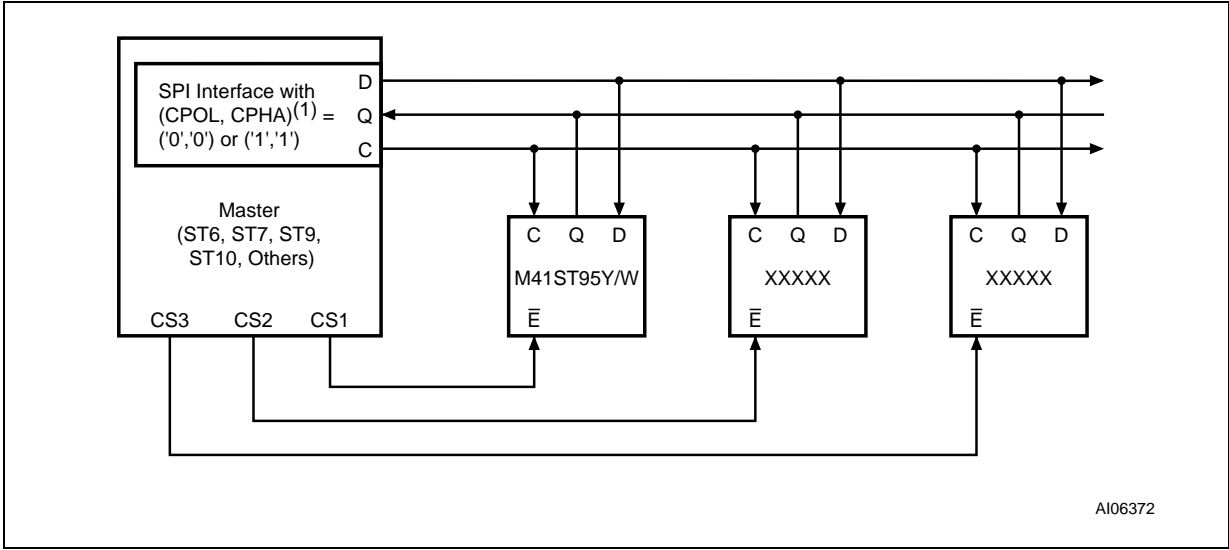 SPI Interface with
(CPOL, CPHA)(1) =
('0','0') or ('1','1')
D
Q
C
Master
(ST6, ST7, ST9,
ST10, Others)
CS3 CS2 CS1
C Q D
M41ST95Y/W
E̅
C Q D
XXXXX
E̅
C Q D
XXXXX
E̅
AI06372